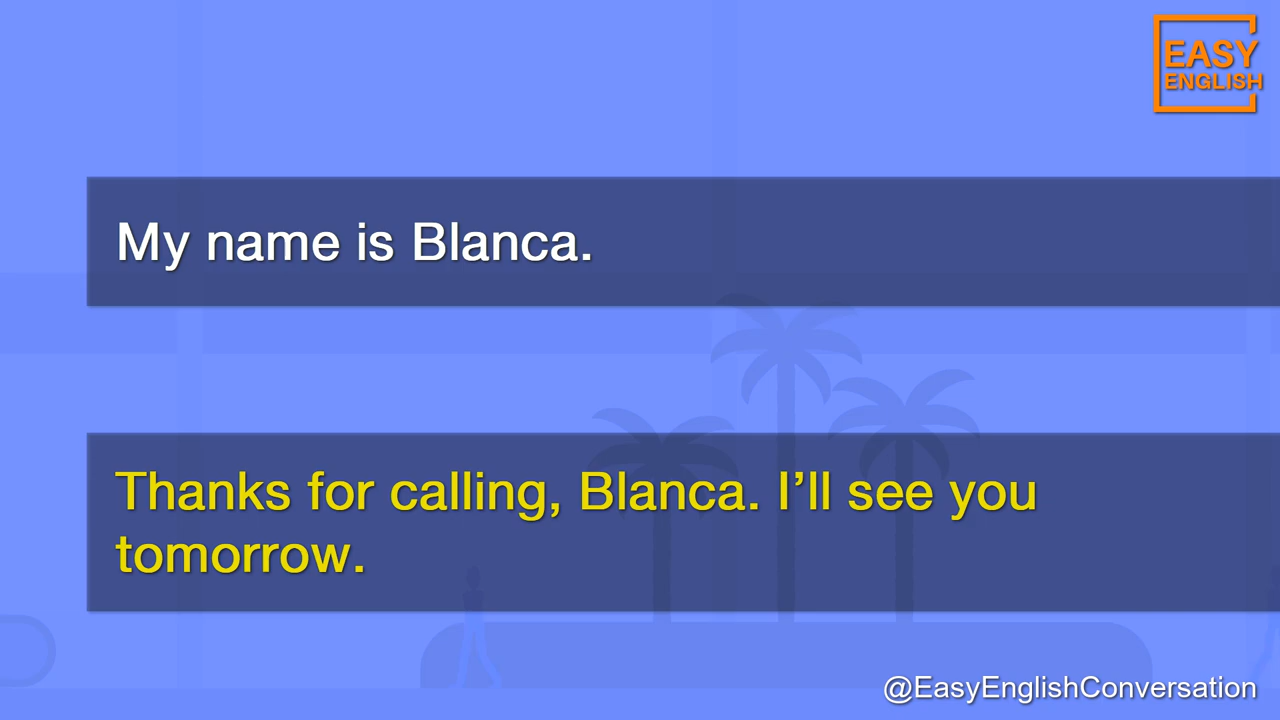 EASY
ENGLISH
My name is Blanca.
Thanks for calling, Blanca. I’ll see you
tomorrow.
@EasyEnglishConversation